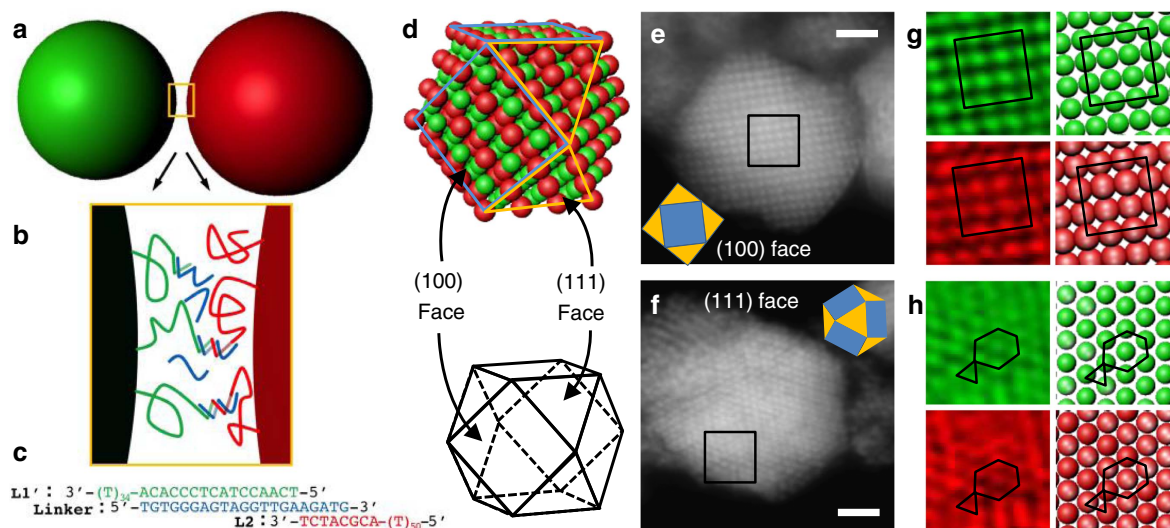 a
b
c
L1': 3'-(T)34-ACACCCTCATCCAACT-5'
Linker: 5'-TGTGGGAGTAGGTTGAAGATG-3'
L2: 3'-TCTACGCA-(T)50-5'
d
(100)
Face
(111)
Face
e
(100) face
f
(111) face
g
h